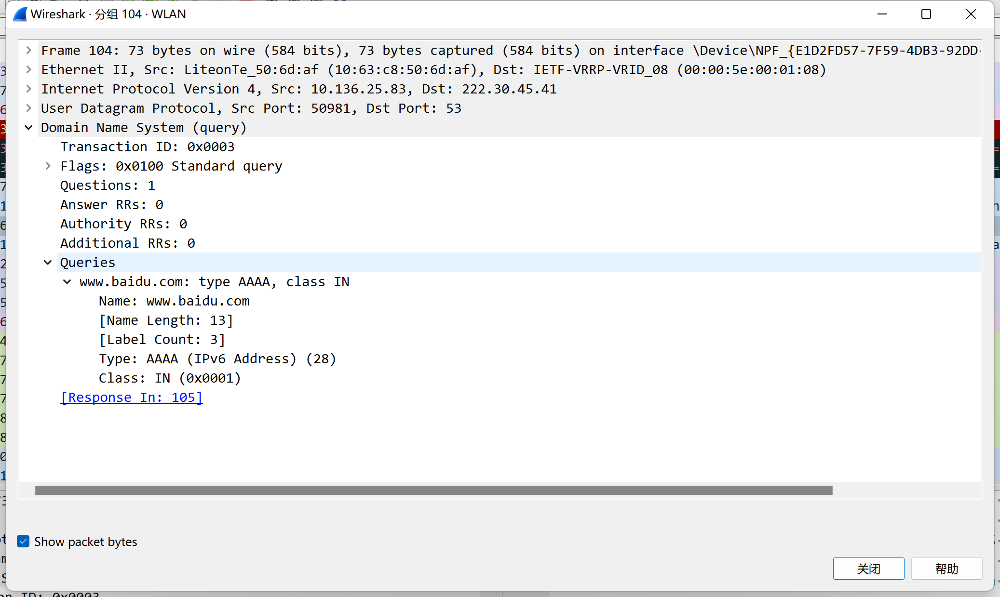 Wireshark · 分组 104 · WLAN
Frame 104: 73 bytes on wire (584 bits), 73 bytes captured (584 bits) on interface \Device\NPF_{E1D2FD57-7F59-4DB3-92DD-
Ethernet II, Src: LiteonTe_50:6d:af (10:63:c8:50:6d:af), Dst: IETF-VRRP-VRID_08 (00:00:5e:00:01:08)
Internet Protocol Version 4, Src: 10.136.25.83, Dst: 222.30.45.41
User Datagram Protocol, Src Port: 50981, Dst Port: 53
Domain Name System (query)
Transaction ID: 0x0003
Flags: 0x0100 Standard query
Questions: 1
Answer RRs: 0
Authority RRs: 0
Additional RRs: 0
Queries
www.baidu.com: type AAAA, class IN
Name: www.baidu.com
[Name Length: 13]
[Label Count: 3]
Type: AAAA (IPv6 Address) (28)
Class: IN (0x0001)
[Response In: 105]
Show packet bytes
关闭 帮助